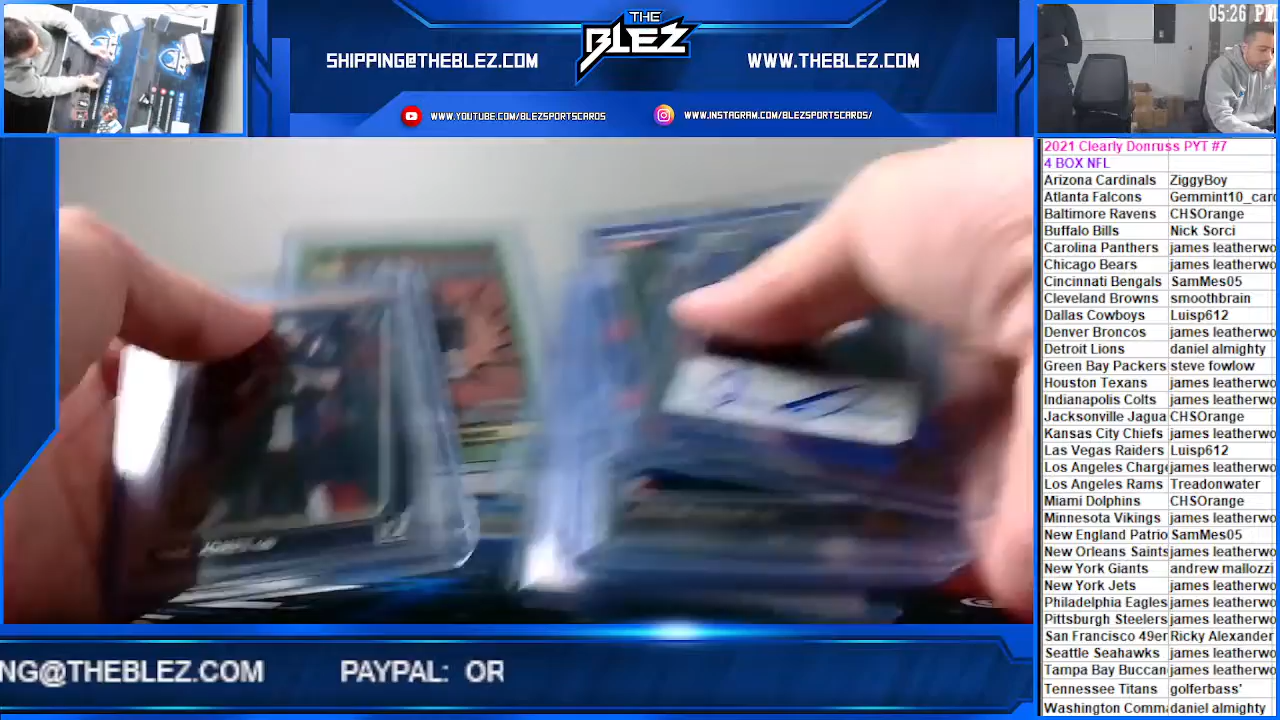 05:26 PM
THE
BLEZ
SHIPPING@THEBLEZ.COM
WWW.THEBLEZ.COM
WWW.YOUTUBE.COM/BLEZSPORTSCARDS
WWW.INSTAGRAM.COM/BLEZSPORTSCARDS/
2021 Clearly Donruss PYT #7
4 BOX NFL
Arizona Cardinals ZiggyBoy
Atlanta Falcons Gemmint10_card
Baltimore Ravens CHSOrange
Buffalo Bills Nick Sorci
Carolina Panthers james leatherwo
Chicago Bears james leatherwo
Cincinnati Bengals SamMes05
Cleveland Browns smoothbrain
Dallas Cowboys Luisp612
Denver Broncos james leatherwo
Detroit Lions daniel almighty
Green Bay Packers steve fowlow
Houston Texans james leatherwo
Indianapolis Colts james leatherwo
Jacksonville Jagua CHSOrange
Kansas City Chiefs james leatherwo
Las Vegas Raiders Luisp612
Los Angeles Charge james leatherwo
Los Angeles Rams Treadonwater
Miami Dolphins CHSOrange
Minnesota Vikings james leatherwo
New England Patrio SamMes05
New Orleans Saints james leatherwo
New York Giants andrew mallozzi
New York Jets james leatherwo
Philadelphia Eagles james leatherwo
Pittsburgh Steelers james leatherwo
San Francisco 49er Ricky Alexander
Seattle Seahawks james leatherwo
Tampa Bay Buccan james leatherwo
Tennessee Titans golferbass'
Washington Comma daniel almighty
NG@THEBLEZ.COM PAYPAL: OR